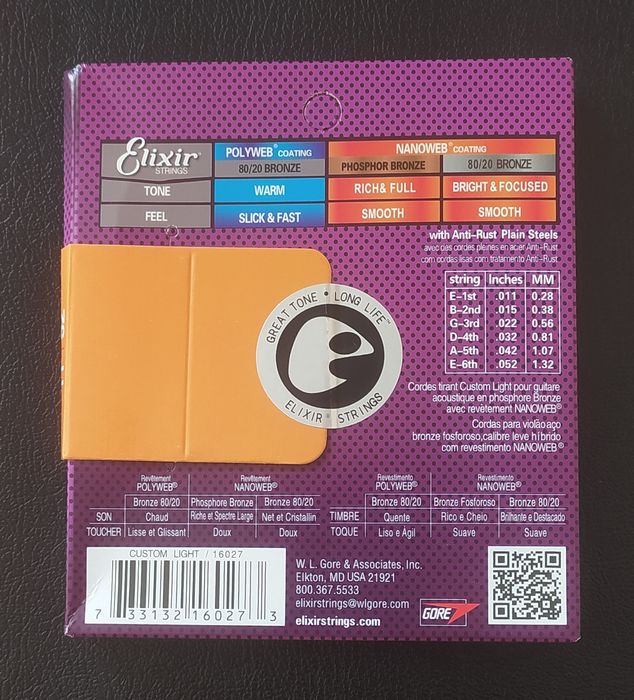 Elixir®
STRINGS
POLYWEB® COATING
NANOWEB® COATING
80/20 BRONZE
PHOSPHOR BRONZE
80/20 BRONZE
TONE
WARM
RICH& FULL
BRIGHT & FOCUSED
FEEL
SLICK & FAST
SMOOTH
SMOOTH
with Anti-Rust Plain Steels
avec des cordes pleines en acier Anti-Rust
com cordas lisas com tratamento Anti-Rust
string Inches MM
E-1st .011 0.28
B-2nd .015 0.38
G-3rd .022 0.56
D-4th .032 0.81
A-5th .042 1.07
E-6th .052 1.32
GREAT TONE • LONG LIFE™
ELIXIR® STRINGS
Cordes tirant Custom Light pour guitare
acoustique en phosphore Bronze
avec revêtement NANOWEB®
Cordas para violão aço
bronze fosforoso,calibre leve híbrido
com revestimento NANOWEB®
Revêtement
POLYWEB®
Revêtement
NANOWEB®
Bronze 80/20
Phosphore Bronze
Bronze 80/20
SON
Chaud
Riche et Spectre Large
Net et Cristallin
TOUCHER
Lisse et Glissant
Doux
Doux
Revestimento
POLYWEB®
Revestimento
NANOWEB®
Bronze 80/20
Bronze Fostoroso
Bronze 80/20
TIMBRE
Quente
Rico e Cheio
Brilhante e Destacado
TOQUE
Liso e Ágil
Suave
Suave
CUSTOM LIGHT / 16027
7 33132 16027 3
W. L. Gore & Associates, Inc.
Elkton, MD USA 21921
800.367.5533
elixirstrings@wlgore.com
elixirstrings.com
GORE